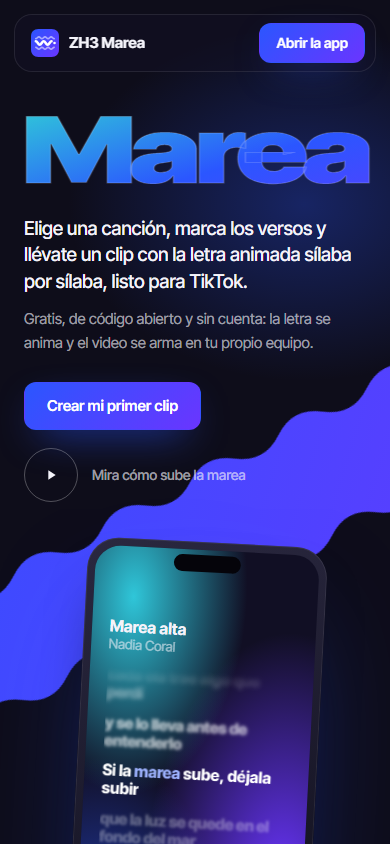 ZH3 Marea
Abrir la app
Marea
Elige una canción, marca los versos y
llévate un clip con la letra animada sílaba
por sílaba, listo para TikTok.
Gratis, de código abierto y sin cuenta: la letra se
anima y el video se arma en tu propio equipo.
Crear mi primer clip
Mira cómo sube la marea
Marea alta
Nadia Coral
y se lo lleva antes de
entenderlo
Si la marea sube, déjala
subir
que la luz se quede en el
fondo del mar